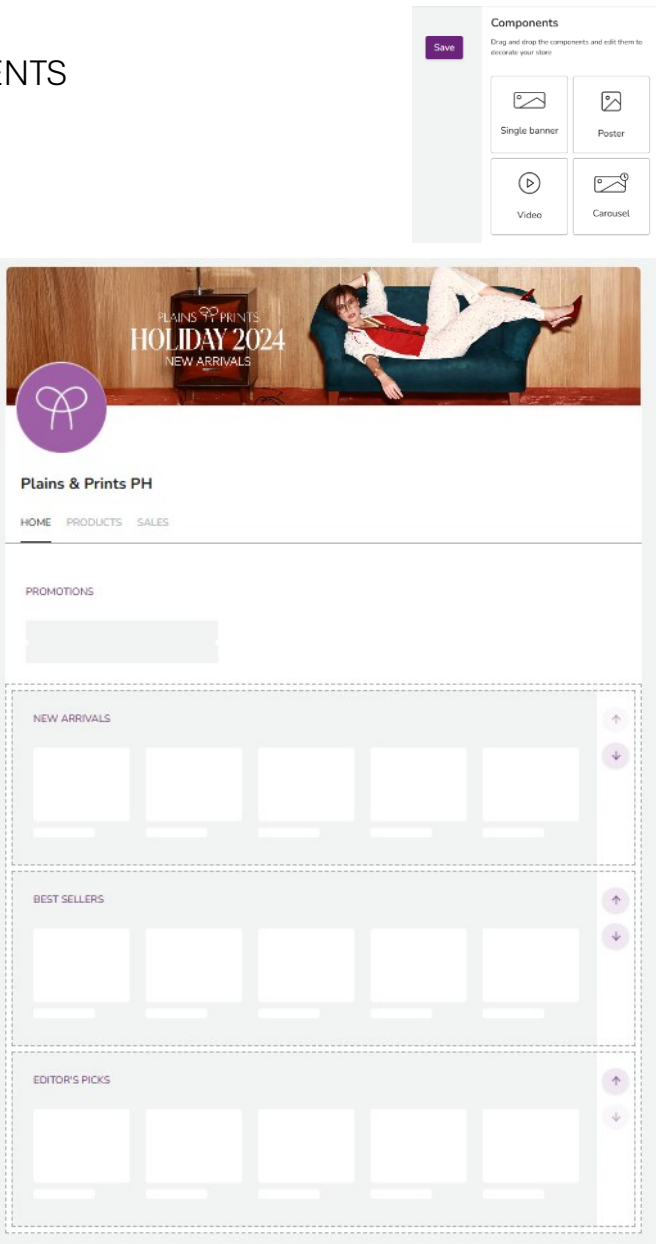 ENTS
Save
Components
Drag and drop the components and edit them to
decorate your store
Single banner
Poster
Video
Carousel
PLAINS PRINTS
HOLIDAY 2024
NEW ARRIVALS
Plains & Prints PH
HOME PRODUCTS SALES
PROMOTIONS
NEW ARRIVALS
BEST SELLERS
EDITOR'S PICKS